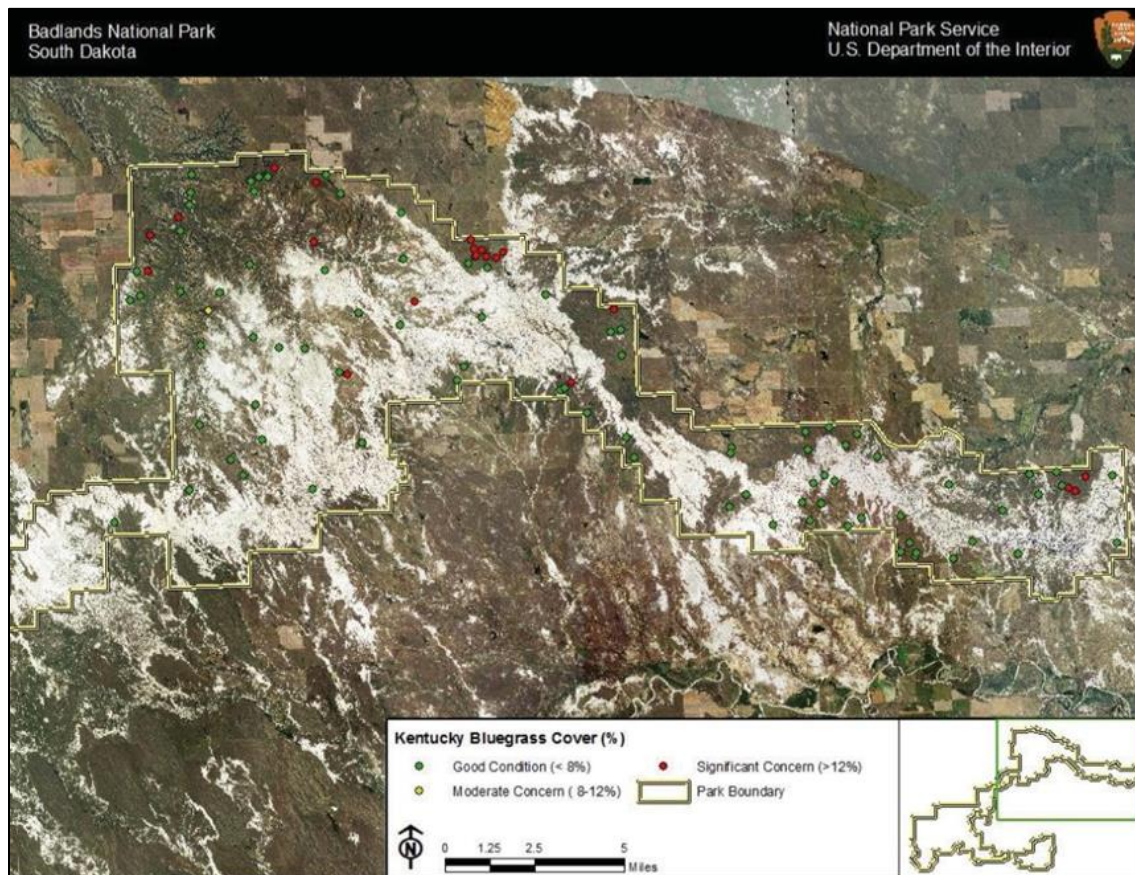 Badlands National Park
South Dakota
National Park Service
U.S. Department of the Interior
Kentucky Bluegrass Cover (%)
Good Condition (< 8%)
Significant Concern (>12%)
Moderate Concern ( 8-12%)
Park Boundary
N
0 1.25 2.5 5
Miles